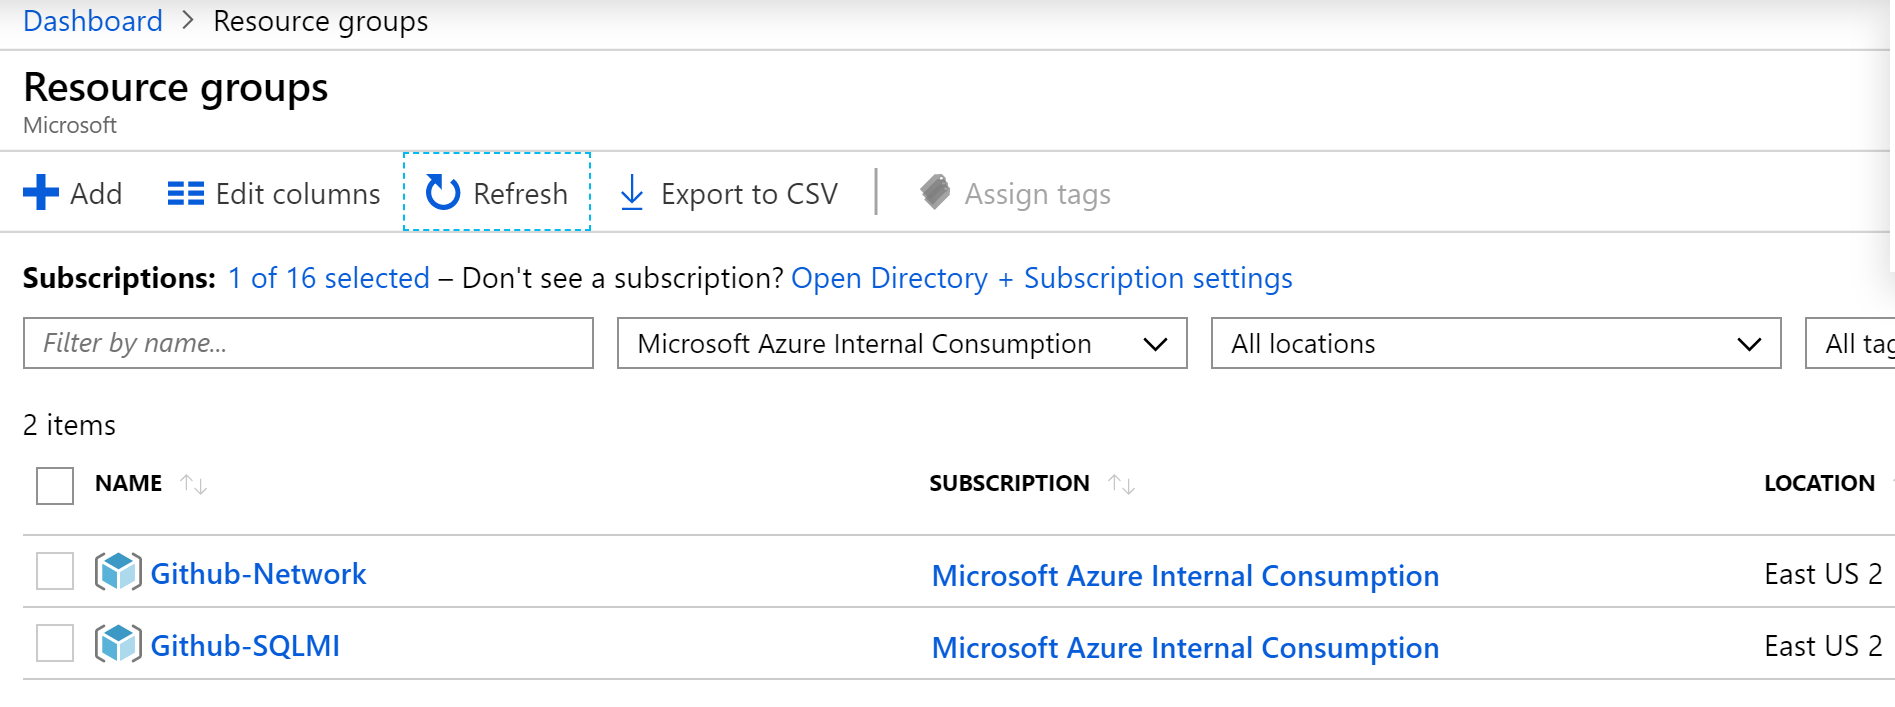 Dashboard > Resource groups
Resource groups
Microsoft
Add Edit columns Refresh Export to CSV Assign tags
Subscriptions: 1 of 16 selected – Don't see a subscription? Open Directory + Subscription settings
Filter by name... Microsoft Azure Internal Consumption All locations All tag
2 items
NAME SUBSCRIPTION LOCATION
Github-Network Microsoft Azure Internal Consumption East US 2
Github-SQLMI Microsoft Azure Internal Consumption East US 2